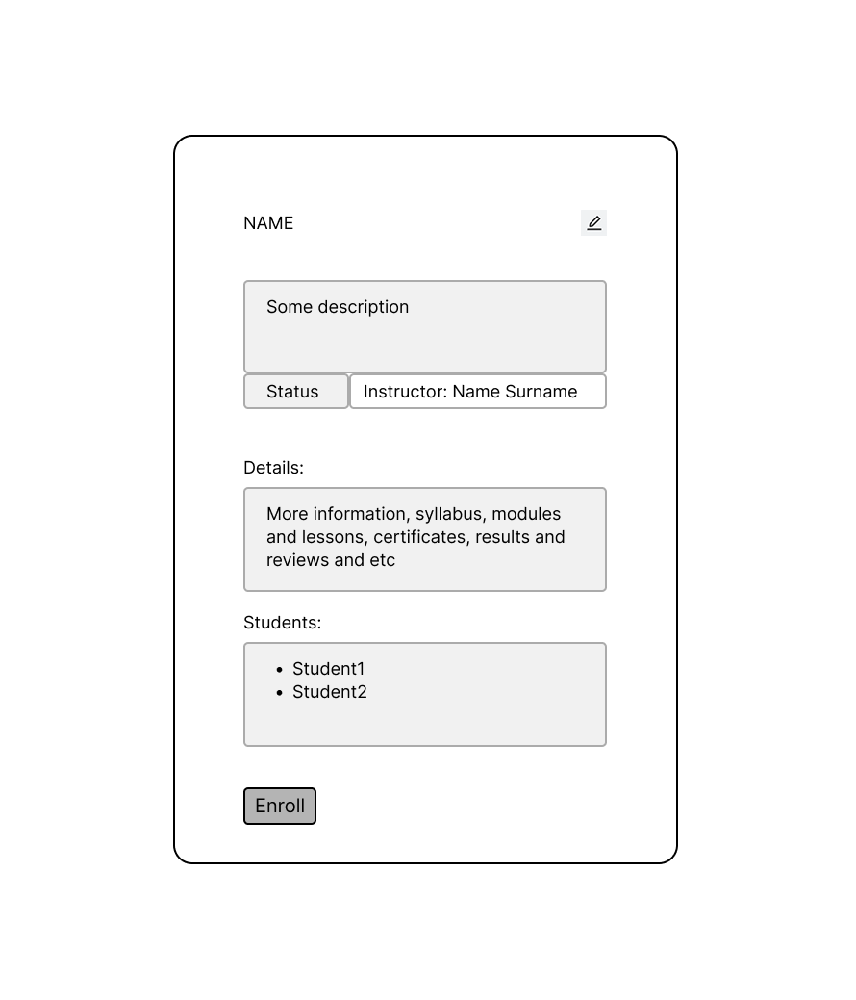 NAME
Some description
Status
Instructor: Name Surname
Details:
More information, syllabus, modules
and lessons, certificates, results and
reviews and etc
Students:
• Student1
• Student2
Enroll